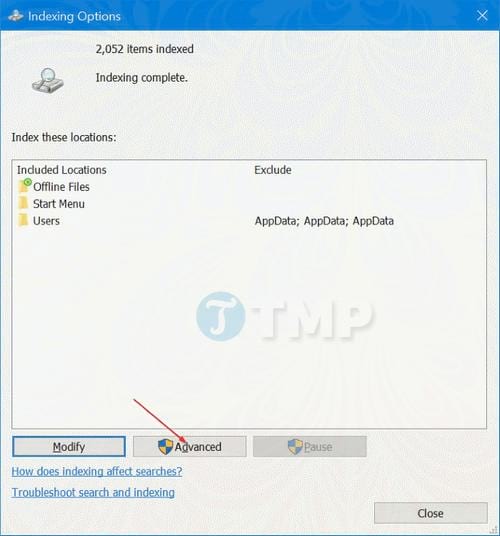 Indexing Options
2,052 items indexed
Indexing complete.
Index these locations:
Included Locations Exclude
Offline Files
Start Menu
Users AppData; AppData; AppData
T TMP
Modify Advanced Pause
How does indexing affect searches?
Troubleshoot search and indexing
Close